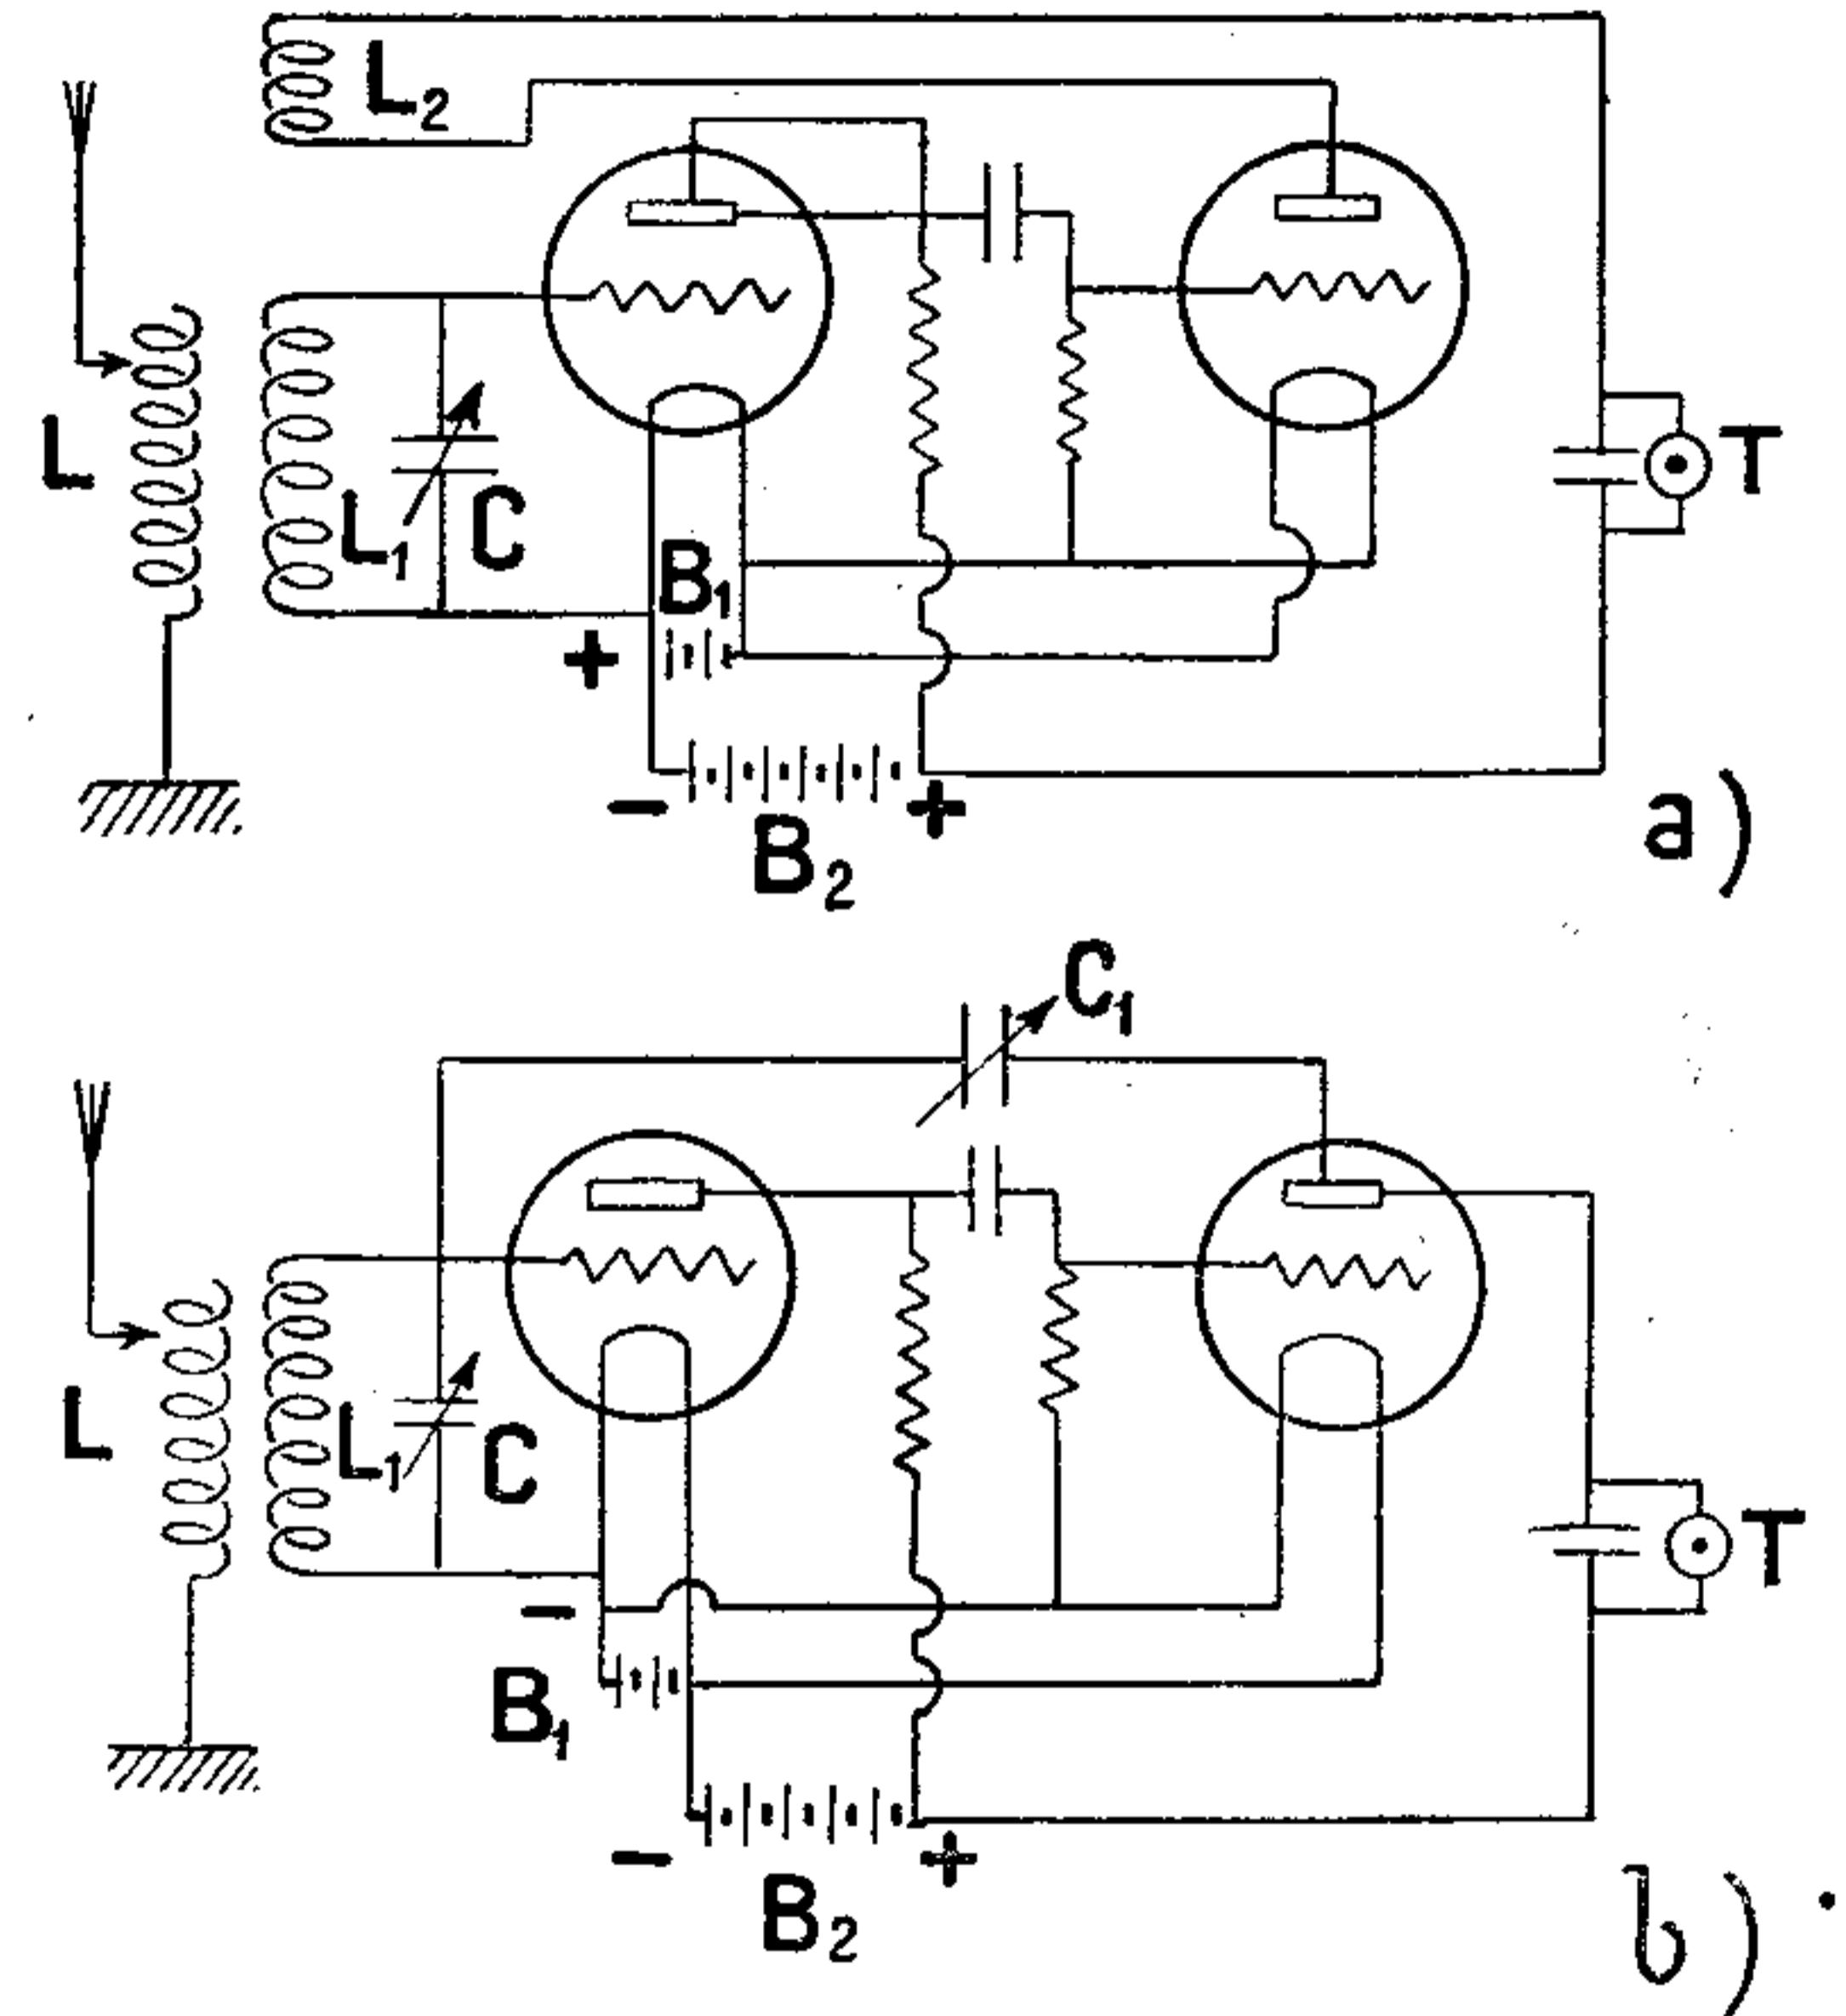 L₂
L
L₁
C
B₁
T
+
−
+
B₂
a)
C₁
L
L₁
C
T
−
B₁
−
+
B₂
b)